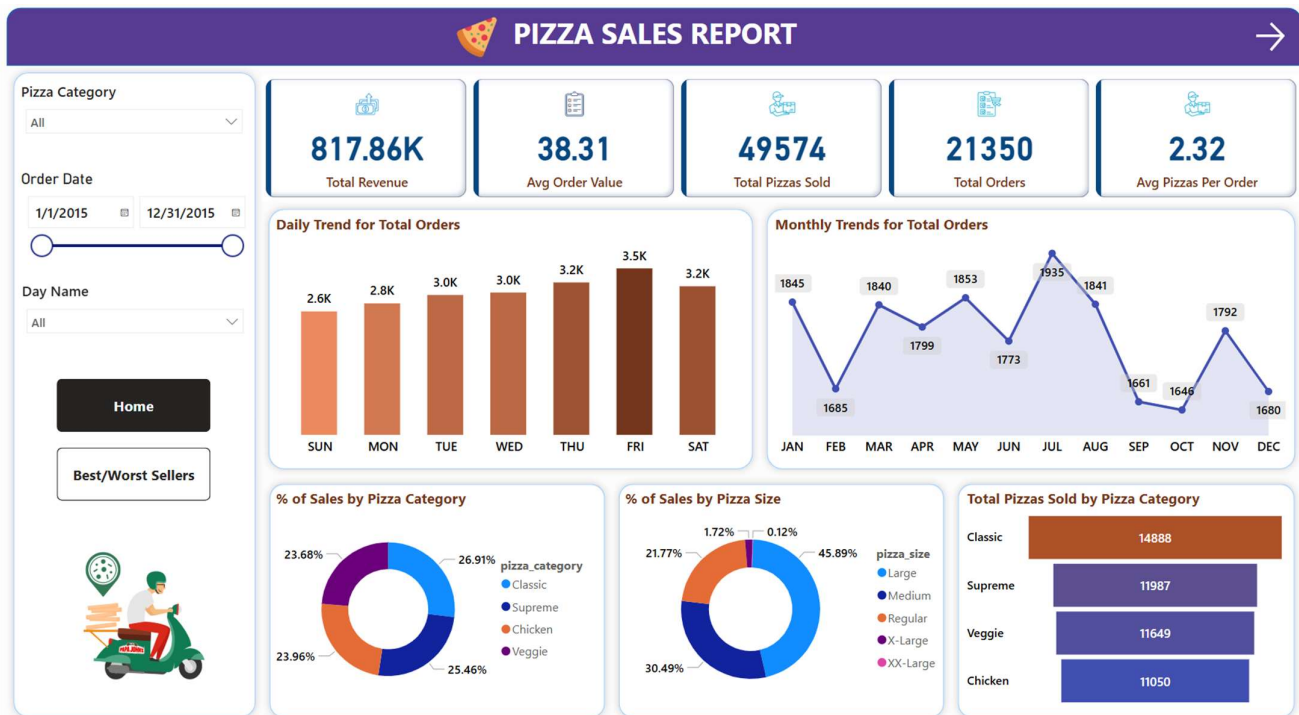 PIZZA SALES REPORT
Pizza Category
All
Order Date
1/1/2015
12/31/2015
Day Name
All
Home
Best/Worst Sellers
PAPA JOHNS
817.86K
Total Revenue
38.31
Avg Order Value
49574
Total Pizzas Sold
21350
Total Orders
2.32
Avg Pizzas Per Order
Daily Trend for Total Orders
2.6K
2.8K
3.0K
3.0K
3.2K
3.5K
3.2K
SUN MON TUE WED THU FRI SAT
Monthly Trends for Total Orders
1845
1685
1840
1799
1853
1773
1935
1841
1661
1646
1792
1680
JAN FEB MAR APR MAY JUN JUL AUG SEP OCT NOV DEC
% of Sales by Pizza Category
23.68%
26.91%
23.96%
25.46%
pizza_category
Classic
Supreme
Chicken
Veggie
% of Sales by Pizza Size
1.72%
0.12%
21.77%
45.89%
30.49%
pizza_size
Large
Medium
Regular
X-Large
XX-Large
Total Pizzas Sold by Pizza Category
Classic 14888
Supreme 11987
Veggie 11649
Chicken 11050